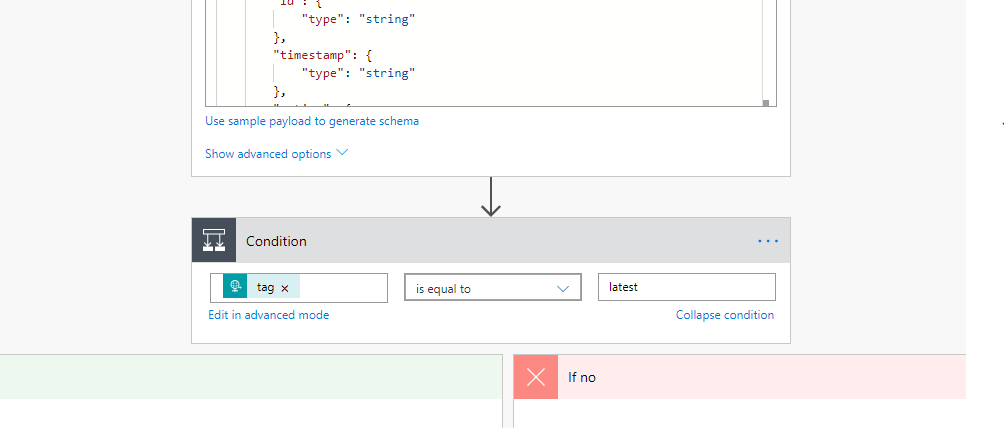 "id": {
"type": "string"
},
"timestamp": {
"type": "string"
},
Use sample payload to generate schema
Show advanced options
Condition
...
tag × is equal to latest
Edit in advanced mode Collapse condition
If no